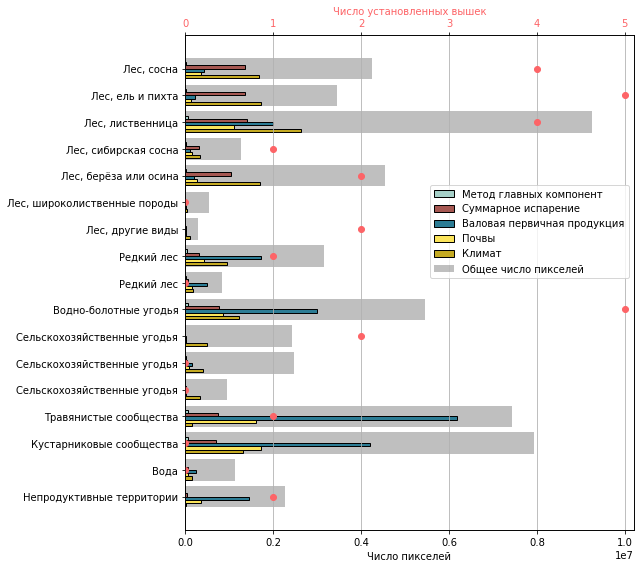 Число установленных вышек
0 1 2 3 4 5
Лес, сосна
Лес, ель и пихта
Лес, лиственница
Лес, сибирская сосна
Лес, берёза или осина
Лес, широколиственные породы
Лес, другие виды
Редкий лес
Редкий лес
Водно-болотные угодья
Сельскохозяйственные угодья
Сельскохозяйственные угодья
Сельскохозяйственные угодья
Травянистые сообщества
Кустарниковые сообщества
Вода
Непродуктивные территории
Метод главных компонент
Суммарное испарение
Валовая первичная продукция
Почвы
Климат
Общее число пикселей
0.0 0.2 0.4 0.6 0.8 1.0
Число пикселей
1e7